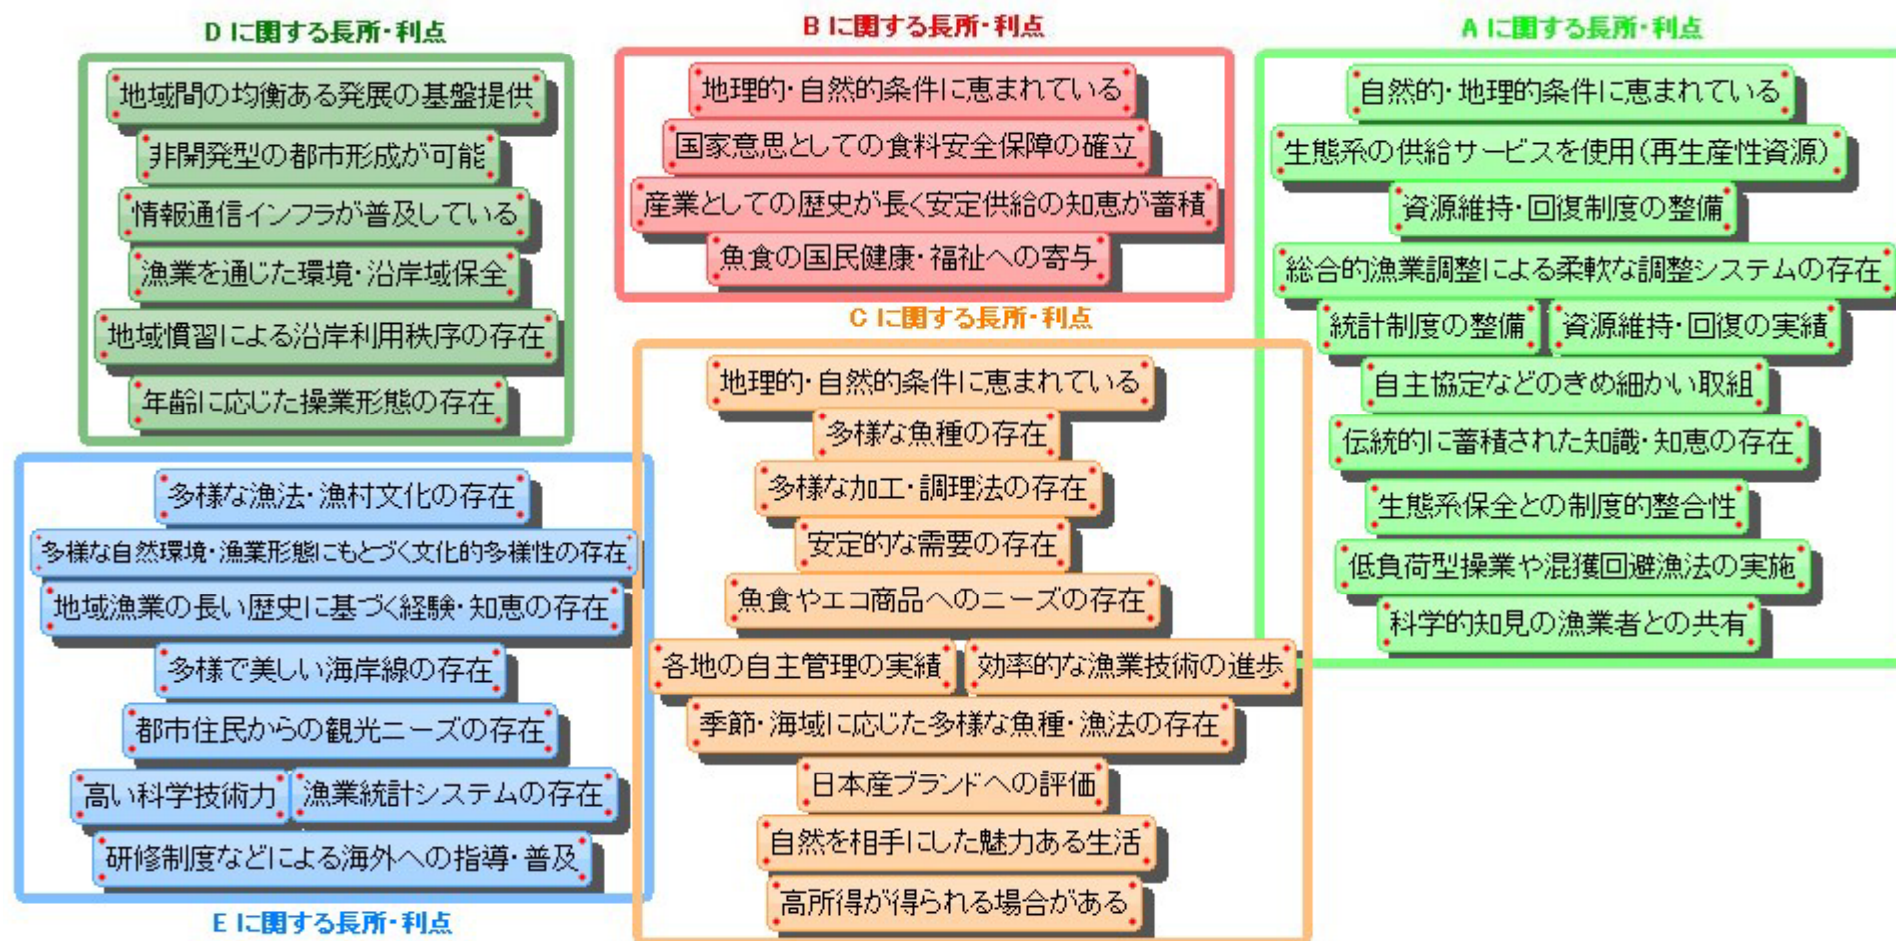 D に関する長所・利点
地域間の均衡ある発展の基盤提供
非開発型の都市形成が可能
情報通信インフラが普及している
漁業を通じた環境・沿岸域保全
地域慣習による沿岸利用秩序の存在
年齢に応じた操業形態の存在
B に関する長所・利点
地理的・自然的条件に恵まれている
国家意思としての食料安全保障の確立
産業としての歴史が長く安定供給の知恵が蓄積
魚食の国民健康・福祉への寄与
A に関する長所・利点
自然的・地理的条件に恵まれている
生態系の供給サービスを使用(再生産性資源)
資源維持・回復制度の整備
総合的漁業調整による柔軟な調整システムの存在
統計制度の整備 資源維持・回復の実績
自主協定などのきめ細かい取組
伝統的に蓄積された知識・知恵の存在
生態系保全との制度的整合性
低負荷型操業や混獲回避漁法の実施
科学的知見の漁業者との共有
C に関する長所・利点
地理的・自然的条件に恵まれている
多様な魚種の存在
多様な加工・調理法の存在
安定的な需要の存在
魚食やエコ商品へのニーズの存在
各地の自主管理の実績 効率的な漁業技術の進歩
季節・海域に応じた多様な魚種・漁法の存在
日本産ブランドへの評価
自然を相手にした魅力ある生活
高所得が得られる場合がある
多様な漁法・漁村文化の存在
多様な自然環境・漁業形態にもとづく文化的多様性の存在
地域漁業の長い歴史に基づく経験・知恵の存在
多様で美しい海岸線の存在
都市住民からの観光ニーズの存在
高い科学技術力 漁業統計システムの存在
研修制度などによる海外への指導・普及
E に関する長所・利点